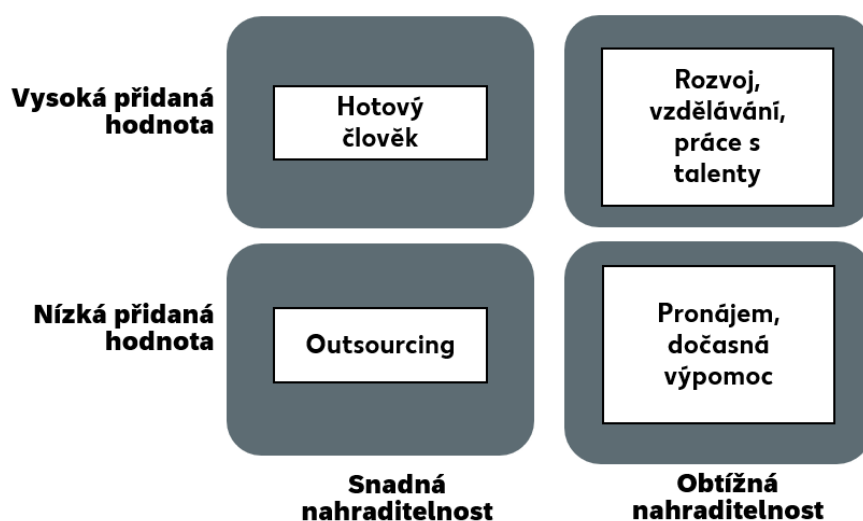 Vysoká přidaná
hodnota
Hotový
člověk
Rozvoj,
vzdělávání,
práce s
talenty
Nízká přidaná
hodnota
Outsourcing
Pronájem,
dočasná
výpomoc
Snadná
nahraditelnost
Obtížná
nahraditelnost